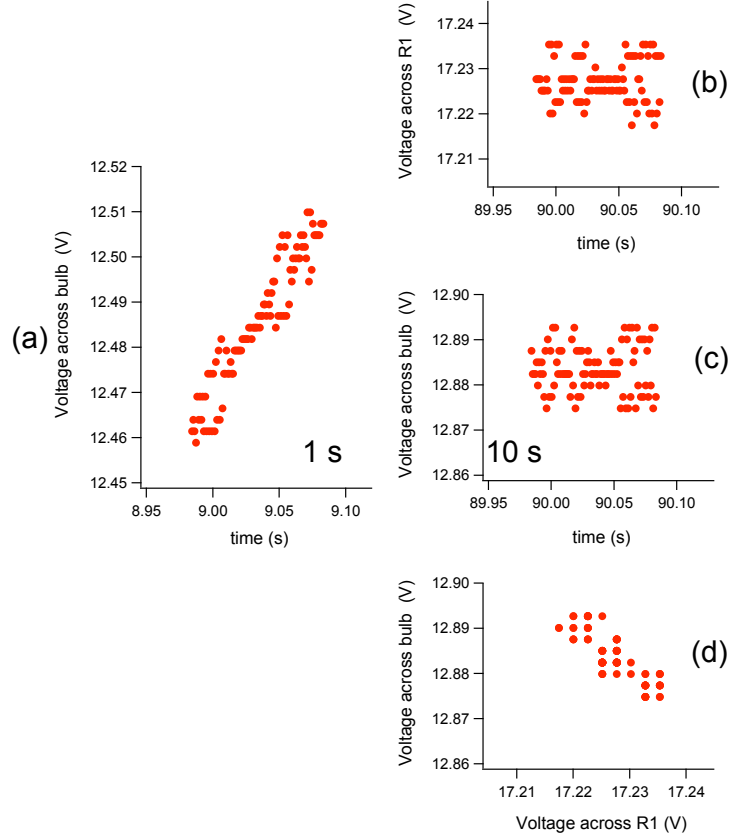 (a)
Voltage across bulb (V)
12.52
12.51
12.50
12.49
12.48
12.47
12.46
12.45
1 s
8.95
9.00
9.05
9.10
time (s)
(b)
Voltage across R1 (V)
17.24
17.23
17.22
17.21
89.95
90.00
90.05
90.10
time (s)
(c)
Voltage across bulb (V)
12.90
12.89
12.88
12.87
12.86
10 s
89.95
90.00
90.05
90.10
time (s)
(d)
Voltage across bulb (V)
12.90
12.89
12.88
12.87
12.86
17.21
17.22
17.23
17.24
Voltage across R1 (V)